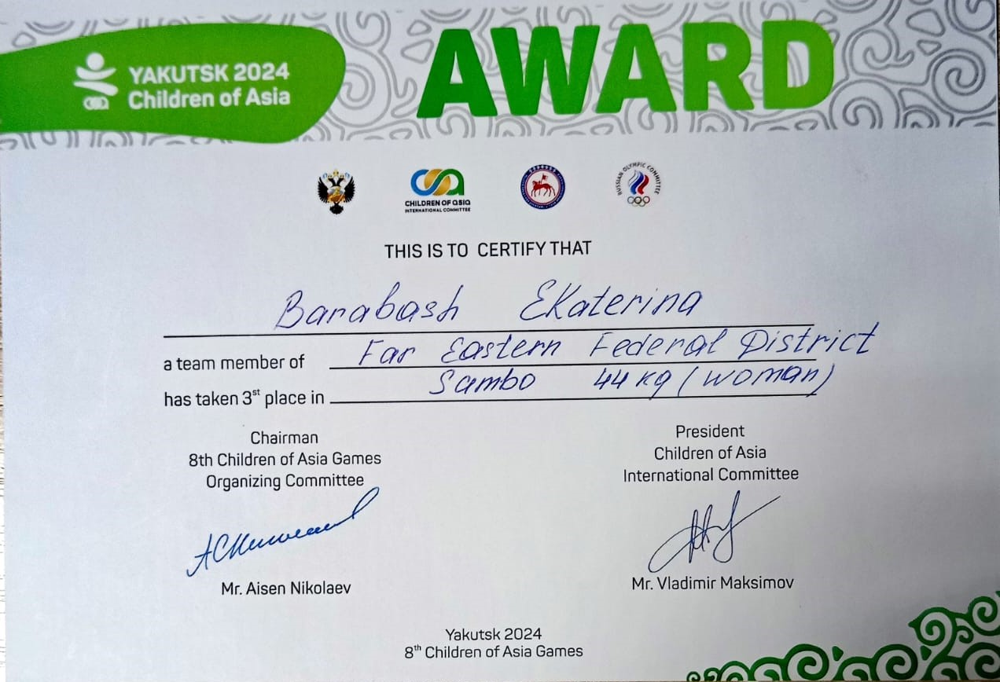 YAKUTSK 2024
Children of Asia
AWARD
CHILDREN OF ASIA
INTERNATIONAL COMMITTEE
RUSSIAN OLYMPIC COMMITTEE
THIS IS TO CERTIFY THAT
Barabash Ekaterina
a team member of Far Eastern Federal District
has taken 3st place in Sambo 44 kg (woman)
Chairman
8th Children of Asia Games
Organizing Committee
President
Children of Asia
International Committee
Mr. Aisen Nikolaev
Mr. Vladimir Maksimov
Yakutsk 2024
8th Children of Asia Games